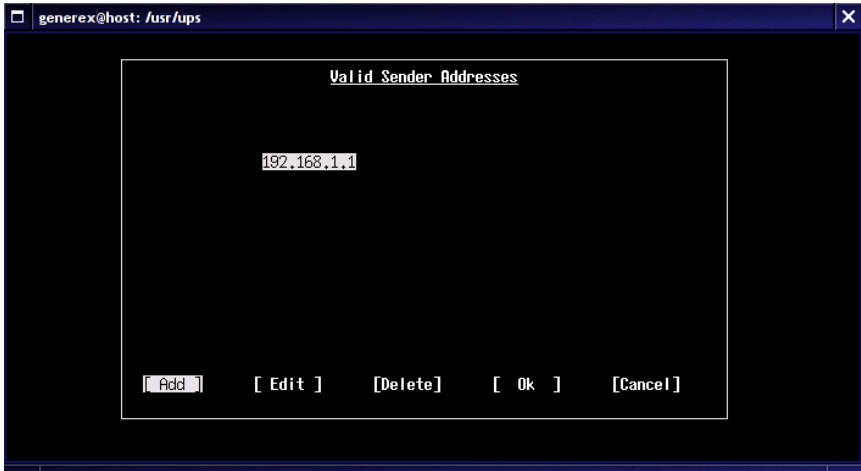 generex@host: /usr/ups
Valid Sender Addresses
192.168.1.1
[ Add ] [ Edit ] [Delete] [ Ok ] [Cancel]